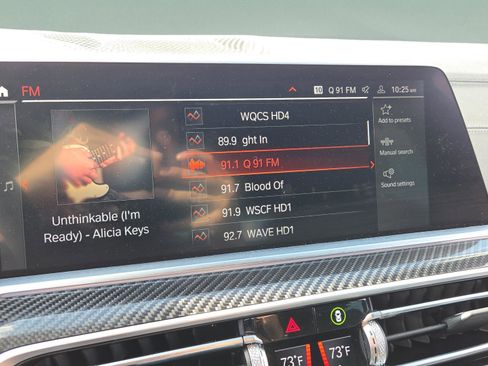 FM
10 Q 91 FM 10:25 am
WQCS HD4
89.9 ght In
91.1 Q 91 FM
91.7 Blood Of
91.9 WSCF HD1
92.7 WAVE HD1
Unthinkable (I'm
Ready) - Alicia Keys
Add to presets
Manual search
Sound settings
73°F
73°F